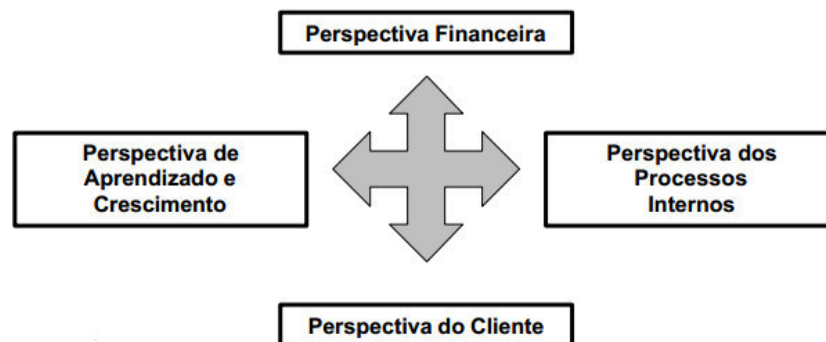 Perspectiva Financeira
Perspectiva de
Aprendizado e
Crescimento
Perspectiva dos
Processos
Internos
Perspectiva do Cliente